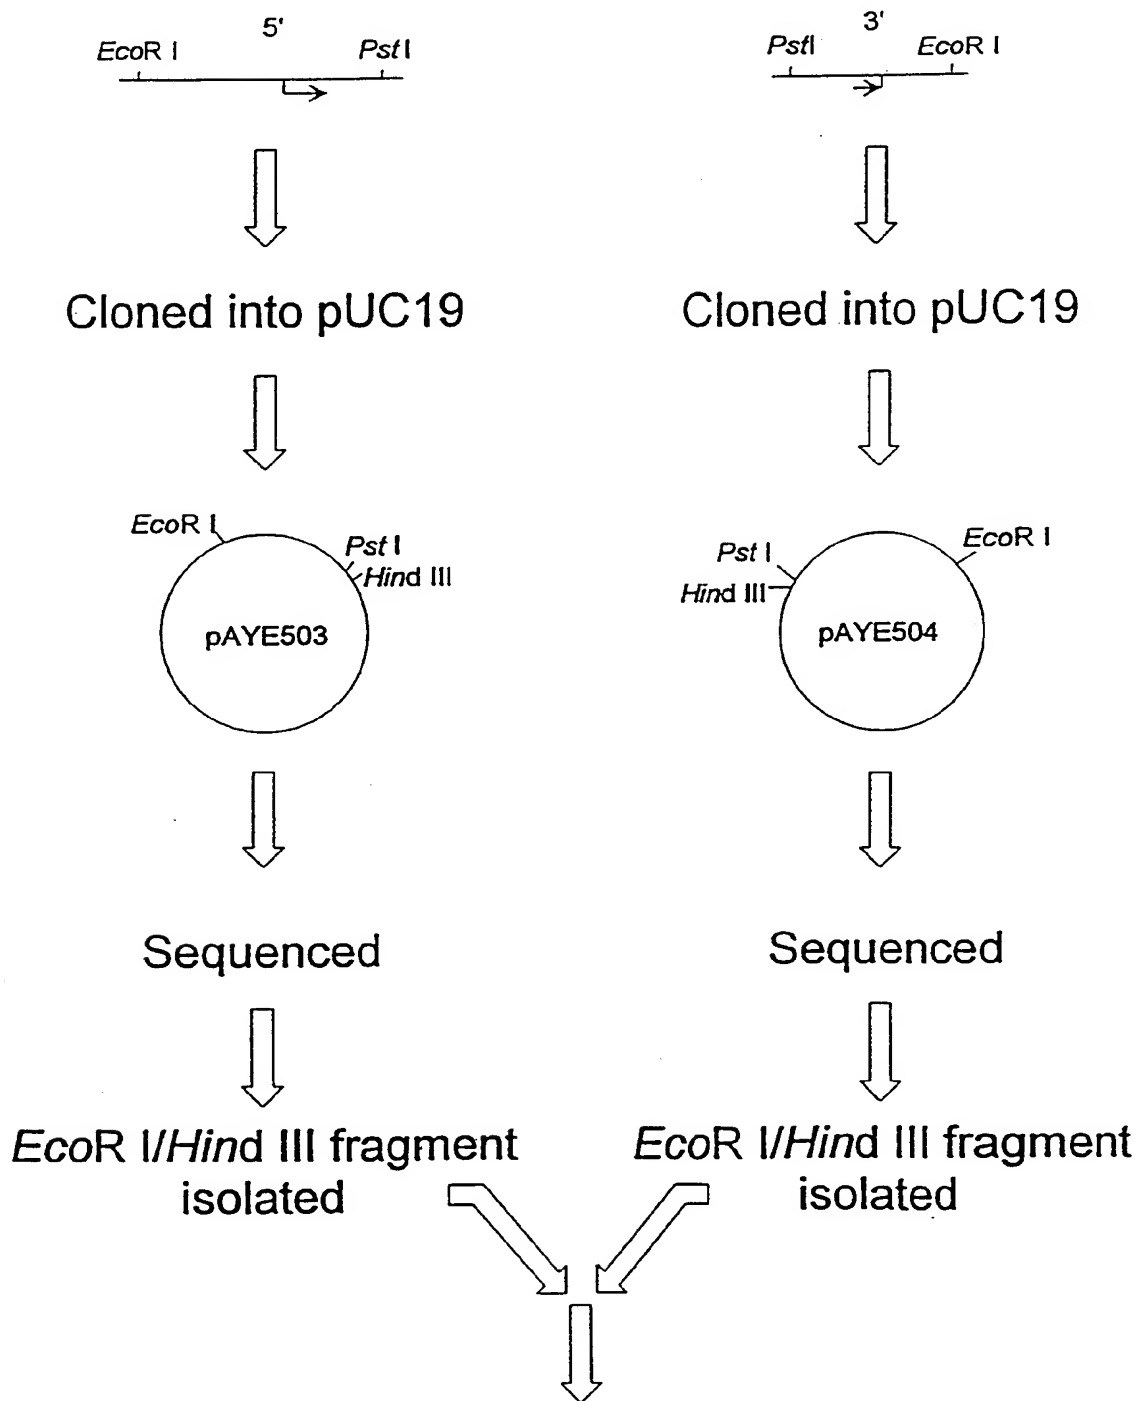 5'
EcoR I
Pst I
3'
PstI
EcoR I
Cloned into pUC19
Cloned into pUC19
EcoR I
Pst I
Hind III
pAYE503
Pst I
EcoR I
Hind III
pAYE504
Sequenced
Sequenced
EcoR I/Hind III fragment
isolated
EcoR I/Hind III fragment
isolated